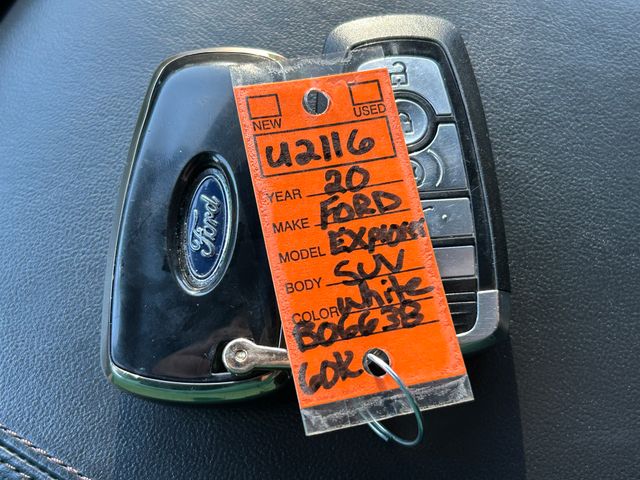 NEW USED
U2116
YEAR 20
MAKE FORD
MODEL EXPLORER
BODY SUV
COLOR White
B06638
60K
Ford